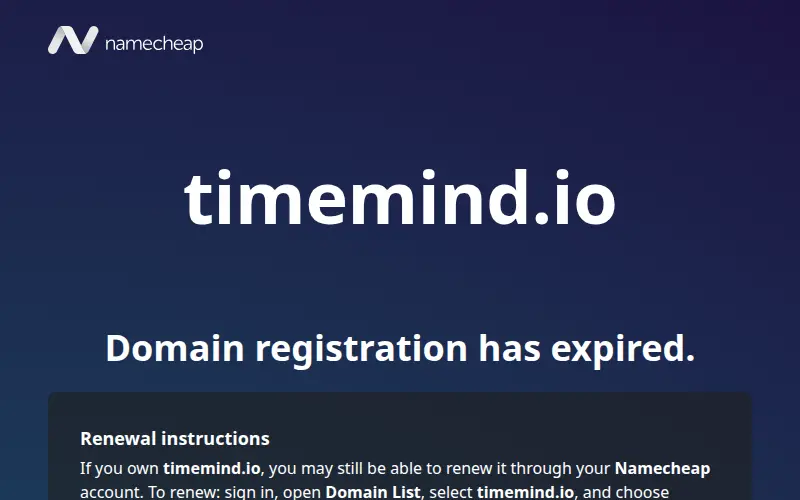 namecheap
timemind.io
Domain registration has expired.
Renewal instructions
If you own timemind.io, you may still be able to renew it through your Namecheap
account. To renew: sign in, open Domain List, select timemind.io, and choose